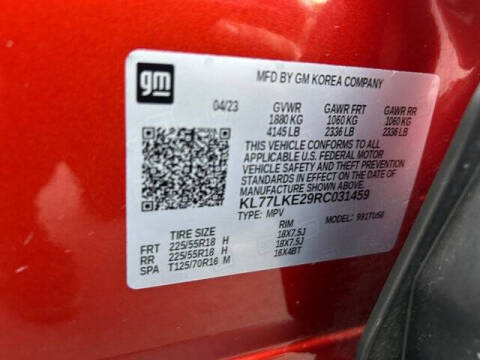 gm
MFD BY GM KOREA COMPANY
04/23 GVWR GAWR FRT GAWR RR
1880 KG 1060 KG 1060 KG
4145 LB 2336 LB 2336 LB
THIS VEHICLE CONFORMS TO ALL
APPLICABLE U.S. FEDERAL MOTOR
VEHICLE SAFETY AND THEFT PREVENTION
STANDARDS IN EFFECT ON THE DATE OF
MANUFACTURE SHOWN ABOVE.
KL77LKE29RC031459
TYPE: MPV MODEL:
TIRE SIZE RIM
FRT 225/55R18 H 18X7.5J
RR 225/55R18 H 18X7.5J
SPA T125/70R16 M 16X4BT